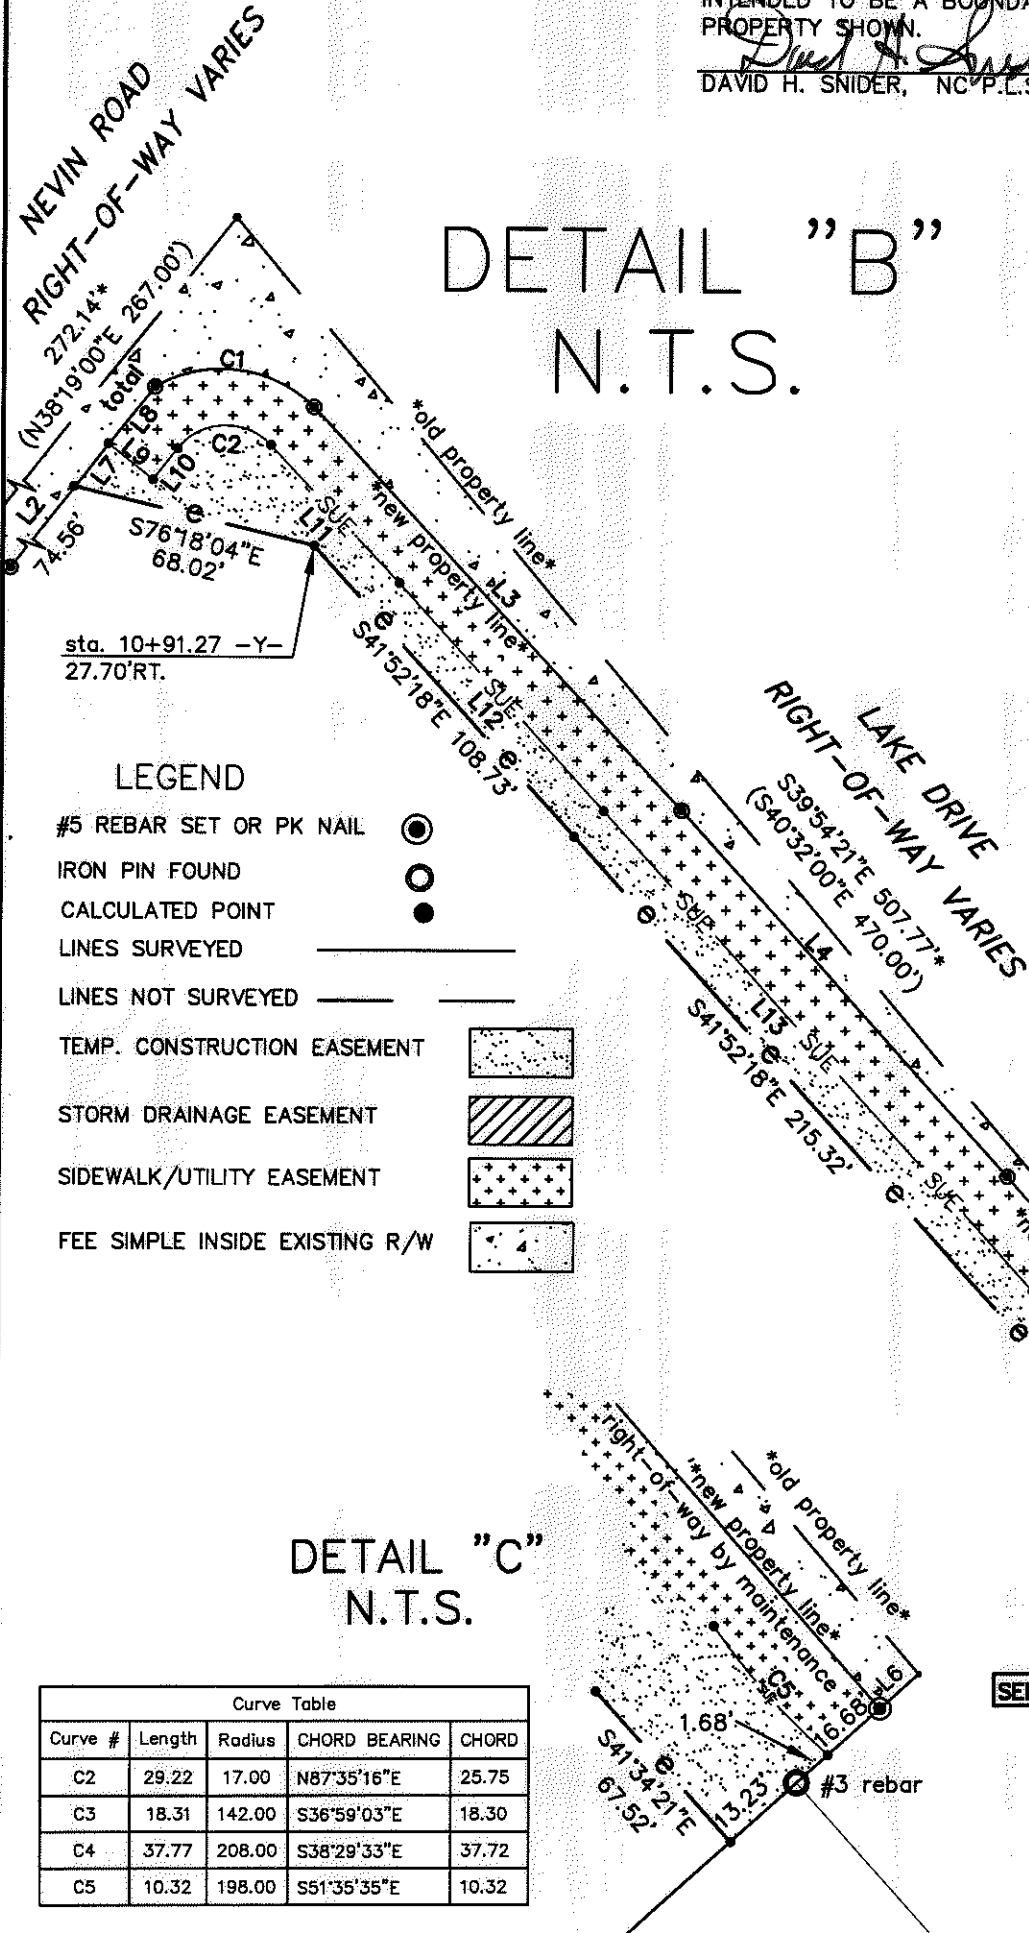 INTENDED TO BE A BOUNDA
PROPERTY SHOWN.
DAVID H. SNIDER, NC P.L.S
NEVIN ROAD
RIGHT-OF-WAY VARIES
272.14'*
(N38°19'00"E 267.00')
total
DETAIL "B"
N.T.S.
C1
L8
L9
C2
L10
L7
L2
74.56'
e
S76°18'04"E
68.02'
L11
SUE
*old property line*
*new property line*
L3
sta. 10+91.27 -Y-
27.70'RT.
e
S41°52'18"E 108.73'
SUE
L12
e
LAKE DRIVE
RIGHT-OF-WAY VARIES
S39°54'21"E 507.77'*
(S40°32'00"E 470.00')
e
SUE
L4
L13
SUE
e
S41°52'18"E 215.32'
SUE
e
e
LEGEND
#5 REBAR SET OR PK NAIL
IRON PIN FOUND
CALCULATED POINT
LINES SURVEYED
LINES NOT SURVEYED
TEMP. CONSTRUCTION EASEMENT
STORM DRAINAGE EASEMENT
SIDEWALK/UTILITY EASEMENT
FEE SIMPLE INSIDE EXISTING R/W
DETAIL "C"
N.T.S.
*old property line*
*new property line*
right-of-way by maintenance
C5
SUE
L6
16.68'
1.68'
#3 rebar
13.23'
e
S41°34'21"E
67.52'
Curve Table
Curve # Length Radius CHORD BEARING CHORD
C2 29.22 17.00 N87°35'16"E 25.75
C3 18.31 142.00 S36°59'03"E 18.30
C4 37.77 208.00 S38°29'33"E 37.72
C5 10.32 198.00 S51°35'35"E 10.32